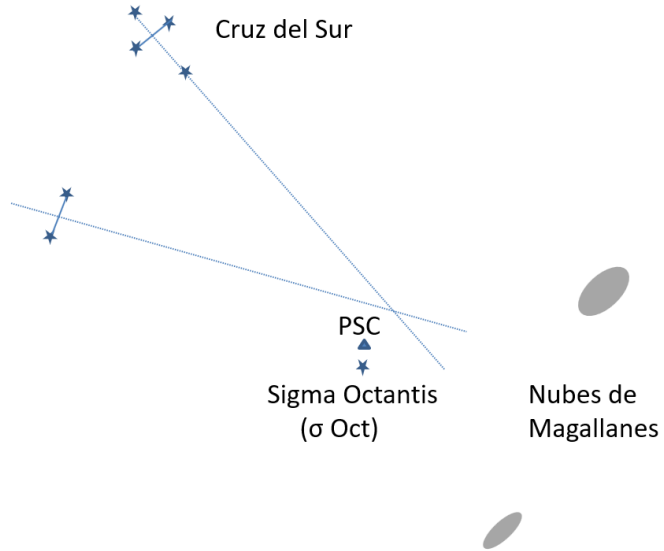 Cruz del Sur
PSC
Sigma Octantis
(σ Oct)
Nubes de
Magallanes